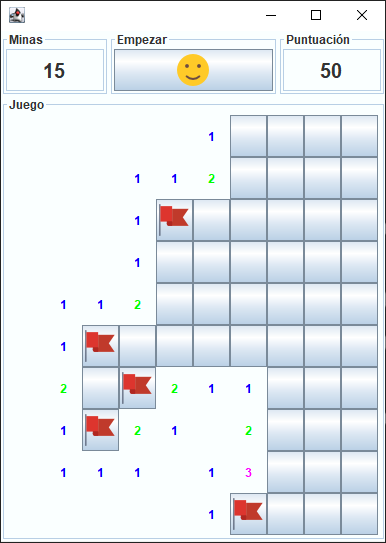 Minas
Empezar
Puntuación
15
50
Juego
1
1 1 2
1
1
1 1 2
1
2 2 1 1
1 2 1 2
1 1 1 1 3
1